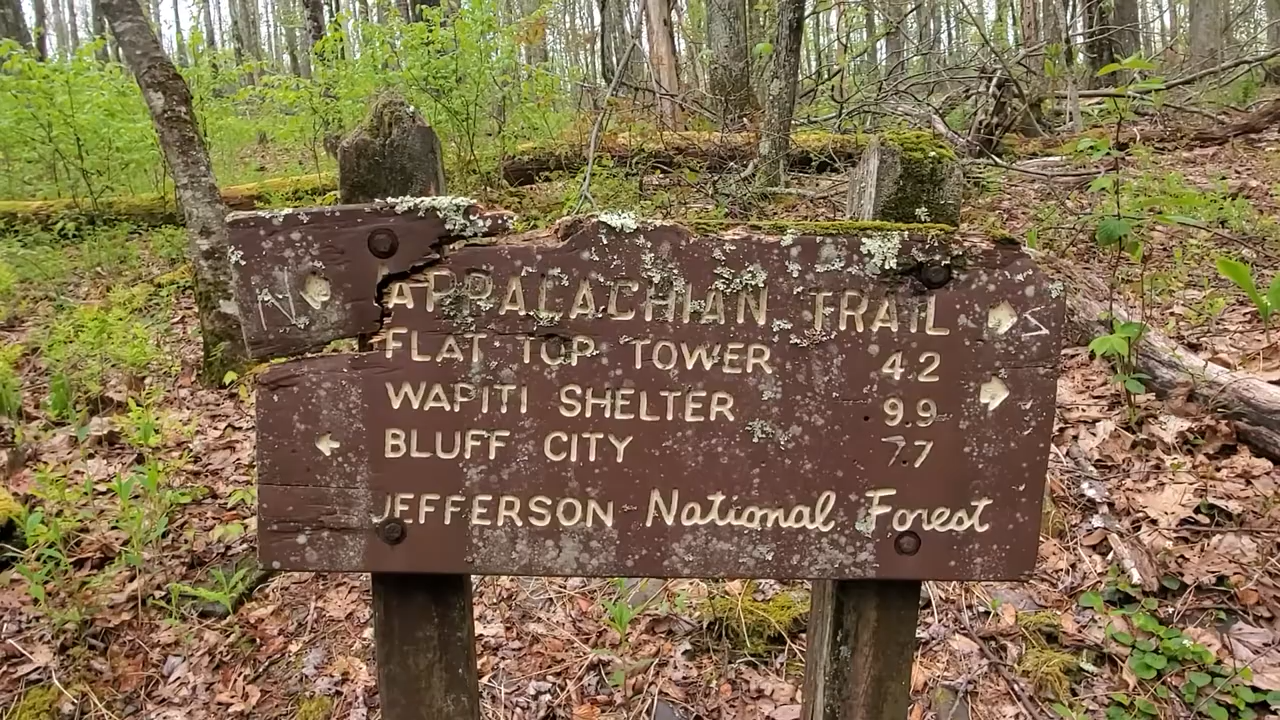 N APPALACHIAN TRAIL S
FLAT TOP TOWER 4.2
WAPITI SHELTER 9.9
BLUFF CITY 7.7
JEFFERSON National Forest